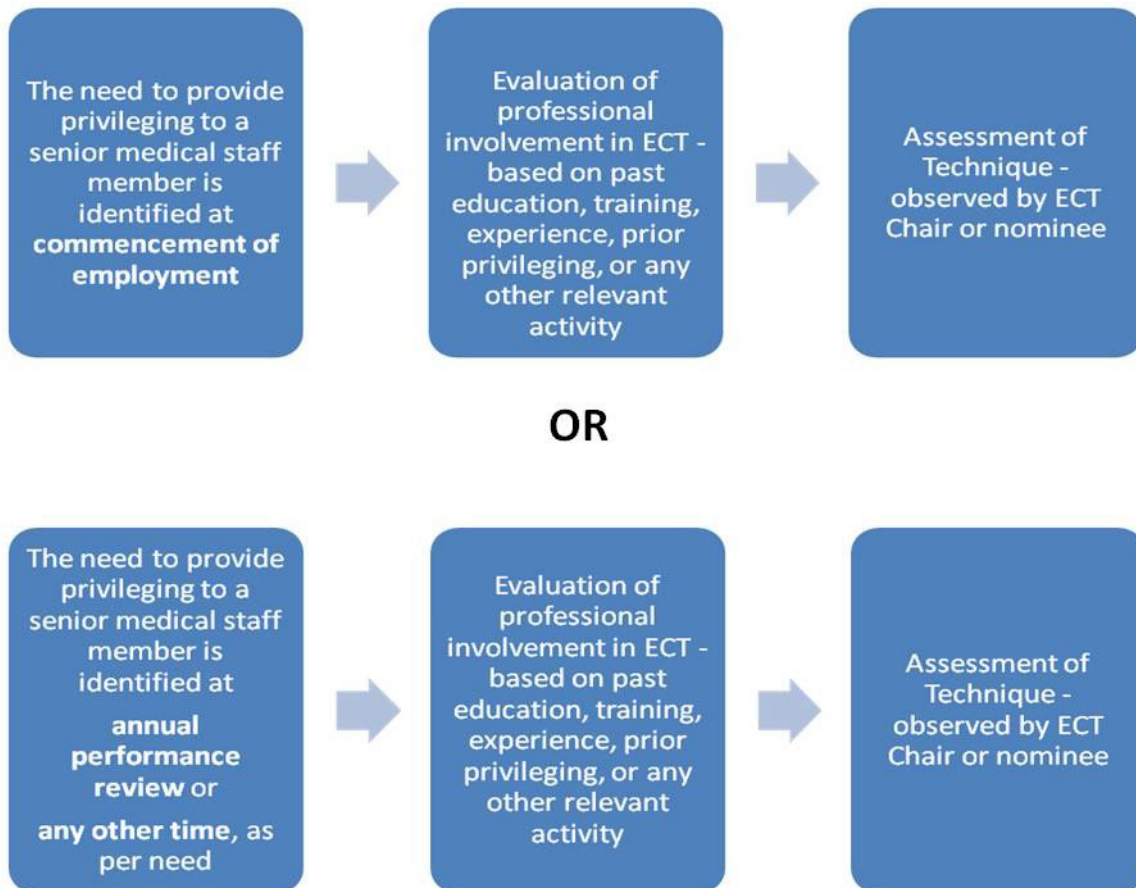 The need to provide
privileging to a
senior medical staff
member is
identified at
commencement of
employment
Evaluation of
professional
involvement in ECT -
based on past
education, training,
experience, prior
privileging, or any
other relevant
activity
Assessment of
Technique -
observed by ECT
Chair or nominee
OR
The need to provide
privileging to a
senior medical staff
member is
identified at
annual
performance
review or
any other time, as
per need
Evaluation of
professional
involvement in ECT -
based on past
education, training,
experience, prior
privileging, or any
other relevant
activity
Assessment of
Technique -
observed by ECT
Chair or nominee